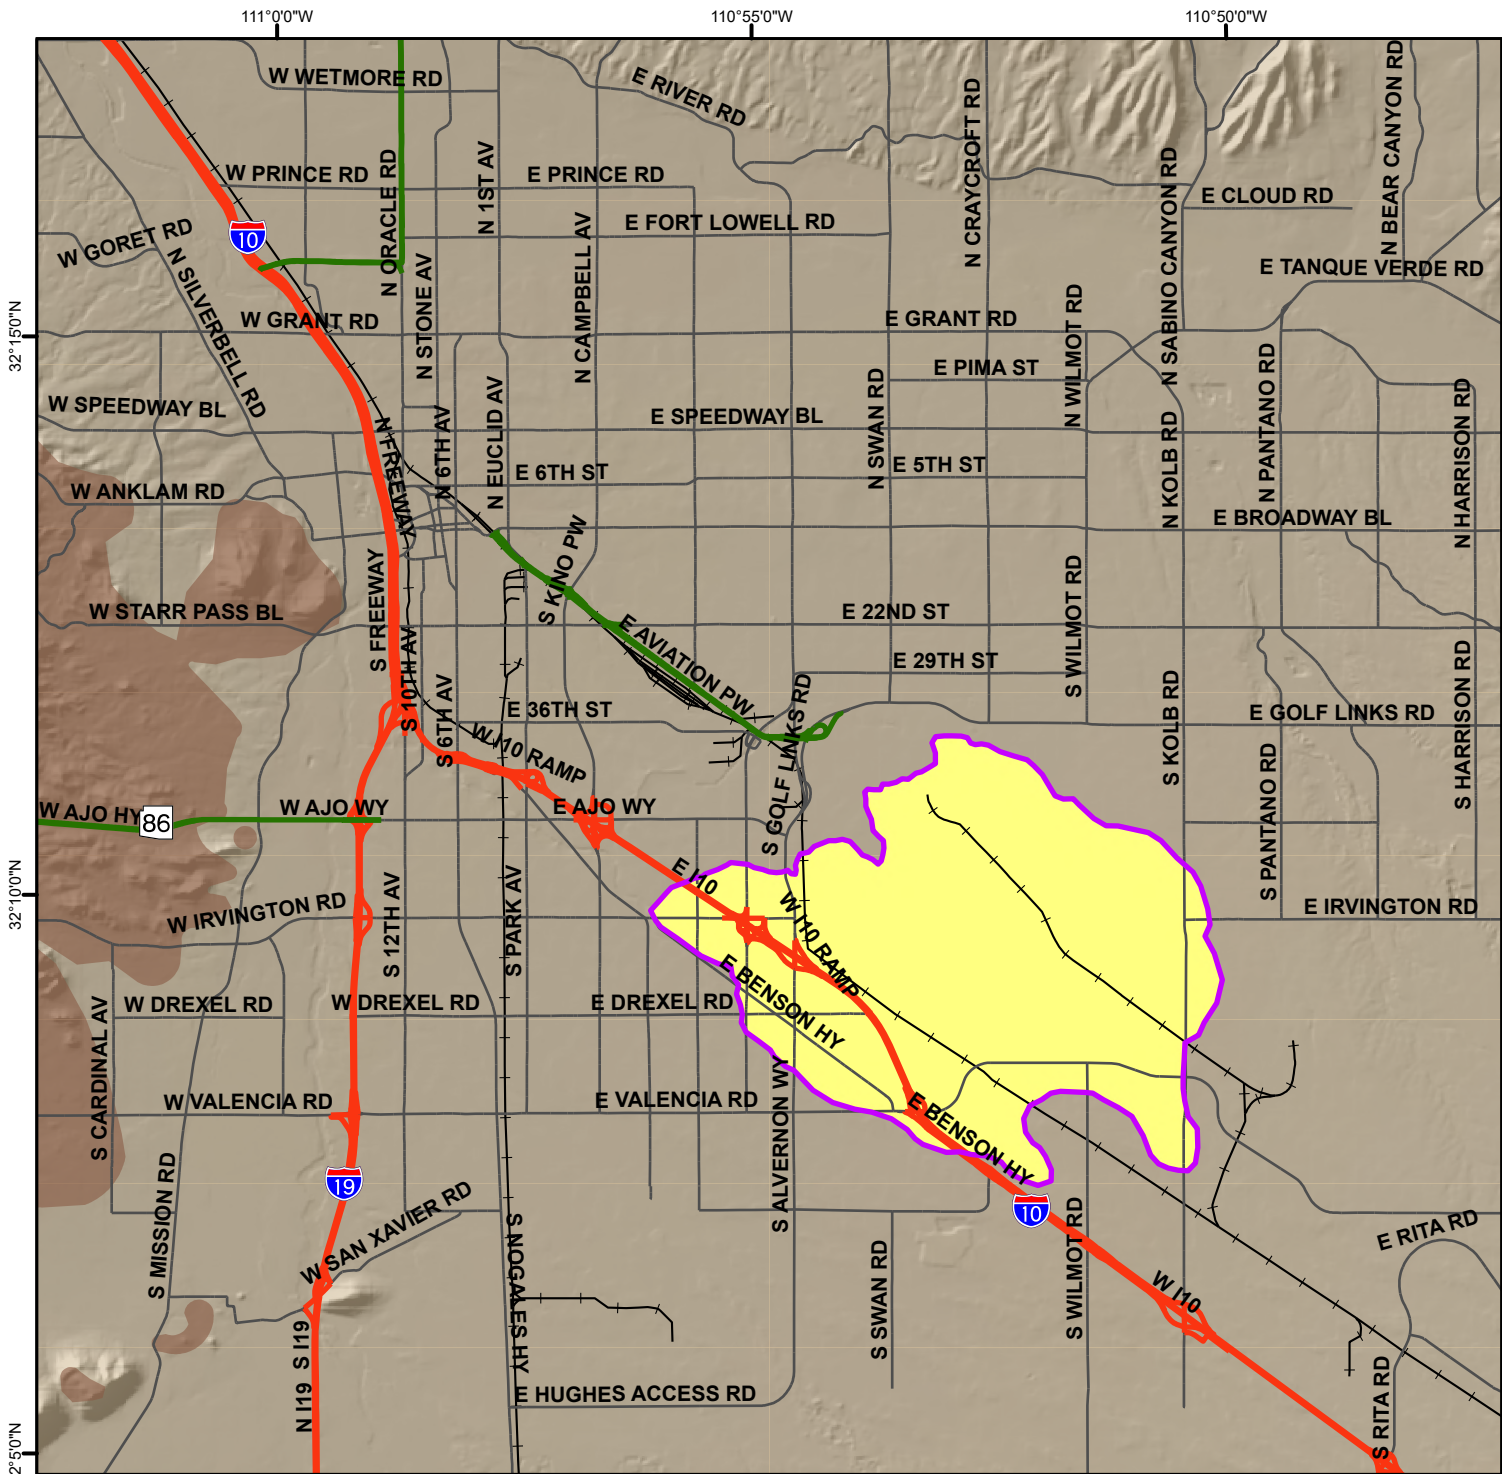 111°0'0"W
110°55'0"W
110°50'0"W
W WETMORE RD
E RIVER RD
N CRAYCROFT RD
N BEAR CANYON RD
W PRINCE RD
N ORACLE RD
N 1ST AV
E PRINCE RD
N SABINO CANYON RD
E CLOUD RD
W GORET RD
10
N CAMPBELL AV
E FORT LOWELL RD
N SILVERBELL RD
N STONE AV
E TANQUE VERDE RD
32°15'0"N
W GRANT RD
E GRANT RD
N WILMOT RD
E PIMA ST
N SWAN RD
N PANTANO RD
W SPEEDWAY BL
N FREEWAY
N 6TH AV
N EUCLID AV
E SPEEDWAY BL
N KOLB RD
N HARRISON RD
E 6TH ST
E 5TH ST
W ANKLAM RD
E BROADWAY BL
S KINO PW
S FREEWAY
W STARR PASS BL
E AVIATION PW
E 22ND ST
S WILMOT RD
S 10TH AV
E 29TH ST
S HARRISON RD
S 6TH AV
E 36TH ST
S GOLF LINKS RD
S KOLB RD
E GOLF LINKS RD
W I10 RAMP
S PANTANO RD
W AJO HY
86
W AJO WY
E AJO WY
32°10'0"N
E I10
W IRVINGTON RD
S 12TH AV
S PARK AV
W I10 RAMP
E IRVINGTON RD
E BENSON HY
S CARDINAL AV
W DREXEL RD
W DREXEL RD
E DREXEL RD
W VALENCIA RD
E VALENCIA RD
S ALVERNON WY
E BENSON HY
S MISSION RD
19
W SAN XAVIER RD
10
S NOGALES HY
S SWAN RD
S WILMOT RD
E RITA RD
W I10
N I19 S I19
E HUGHES ACCESS RD
S RITA RD
2°5'0"N